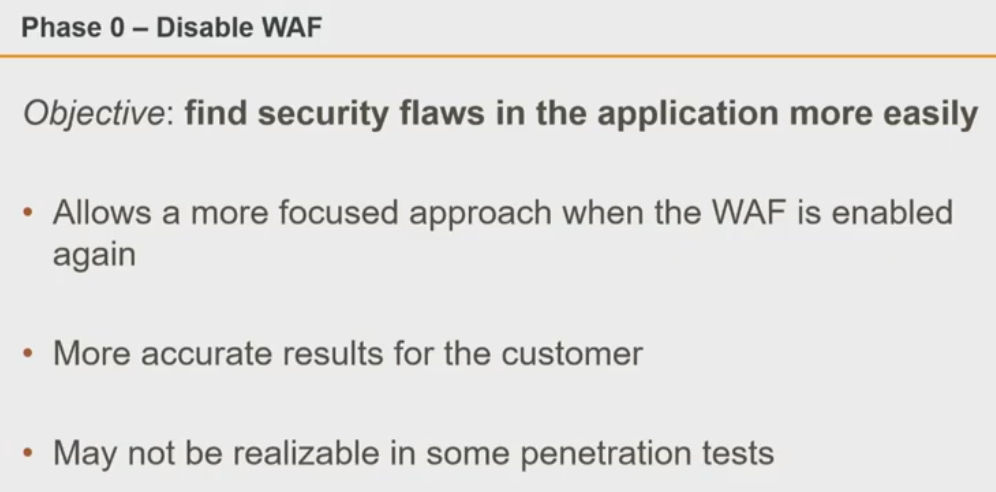 Phase 0 – Disable WAF
Objective: find security flaws in the application more easily
• Allows a more focused approach when the WAF is enabled
again
• More accurate results for the customer
• May not be realizable in some penetration tests